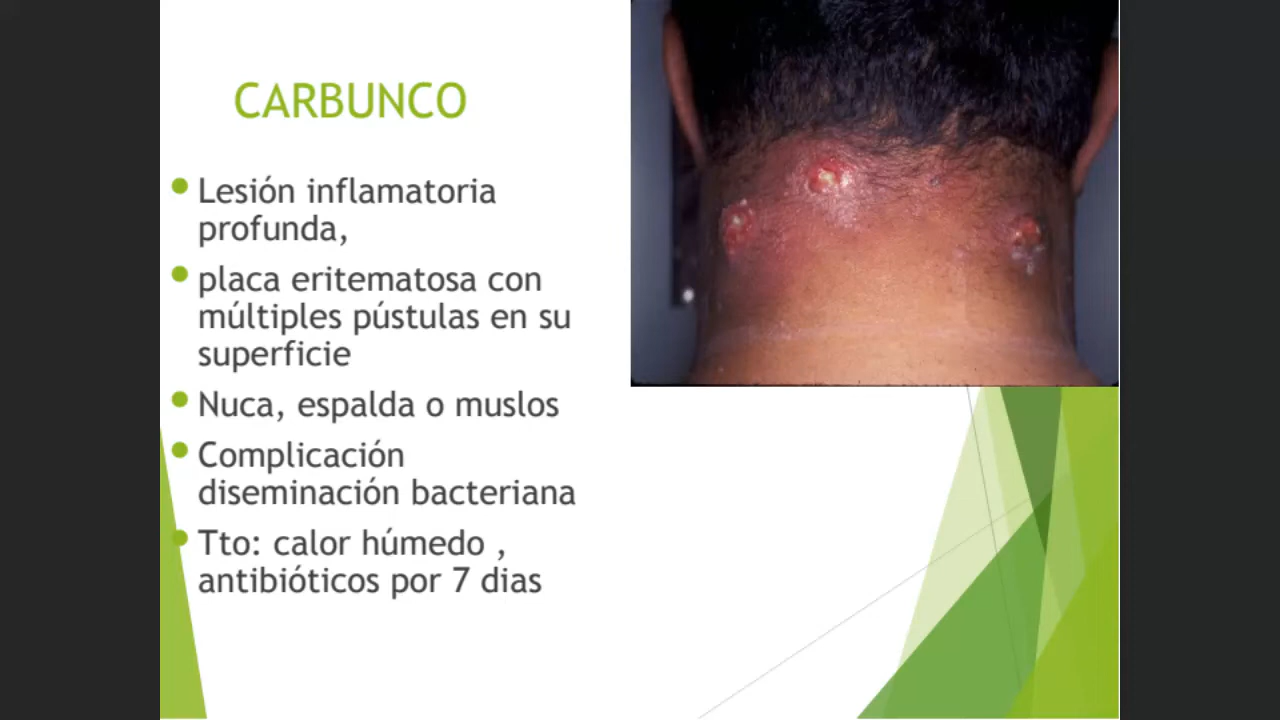 CARBUNCO
Lesión inflamatoria
profunda,
placa eritematosa con
múltiples pústulas en su
superficie
Nuca, espalda o muslos
Complicación
diseminación bacteriana
Tto: calor húmedo ,
antibióticos por 7 dias